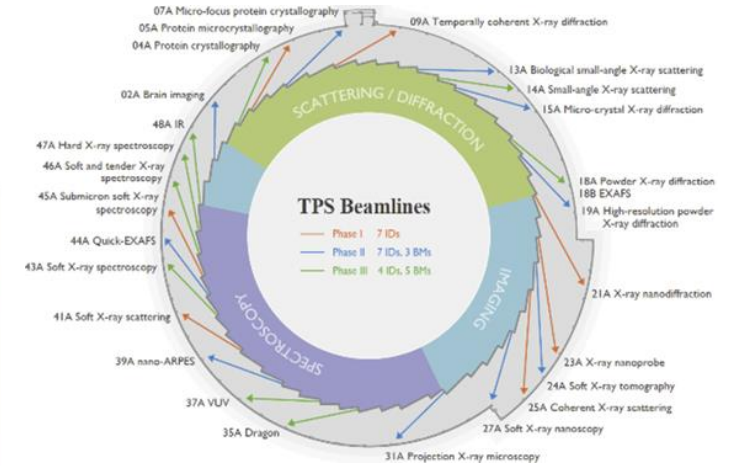 07A Micro-focus protein crystallography
05A Protein microcrystallography
04A Protein crystallography
02A Brain imaging
48A IR
47A Hard X-ray spectroscopy
46A Soft and tender X-ray
spectroscopy
45A Submicron soft X-ray
spectroscopy
44A Quick-EXAFS
43A Soft X-ray spectroscopy
41A Soft X-ray scattering
39A nano-ARPES
37A VUV
35A Dragon
09A Temporally coherent X-ray diffraction
13A Biological small-angle X-ray scattering
14A Small-angle X-ray scattering
15A Micro-crystal X-ray diffraction
18A Powder X-ray diffraction
18B EXAFS
19A High-resolution powder
X-ray diffraction
21A X-ray nanodiffraction
23A X-ray nanoprobe
24A Soft X-ray tomography
25A Coherent X-ray scattering
27A Soft X-ray nanoscopy
31A Projection X-ray microscopy
SCATTERING / DIFFRACTION
IMAGING
SPECTROSCOPY
TPS Beamlines
Phase I 7 IDs
Phase II 7 IDs, 3 BMs
Phase III 4 IDs, 5 BMs